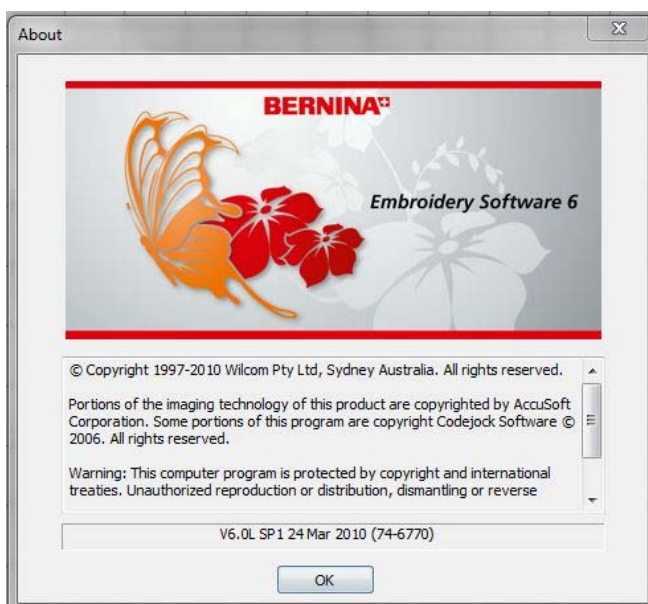 About
BERNINA
Embroidery Software 6
© Copyright 1997-2010 Wilcom Pty Ltd, Sydney Australia. All rights reserved.
Portions of the imaging technology of this product are copyrighted by AccuSoft
Corporation. Some portions of this program are copyright Codejock Software ©
2006. All rights reserved.
Warning: This computer program is protected by copyright and international
treaties. Unauthorized reproduction or distribution, dismantling or reverse
V6.0L SP1 24 Mar 2010 (74-6770)
OK